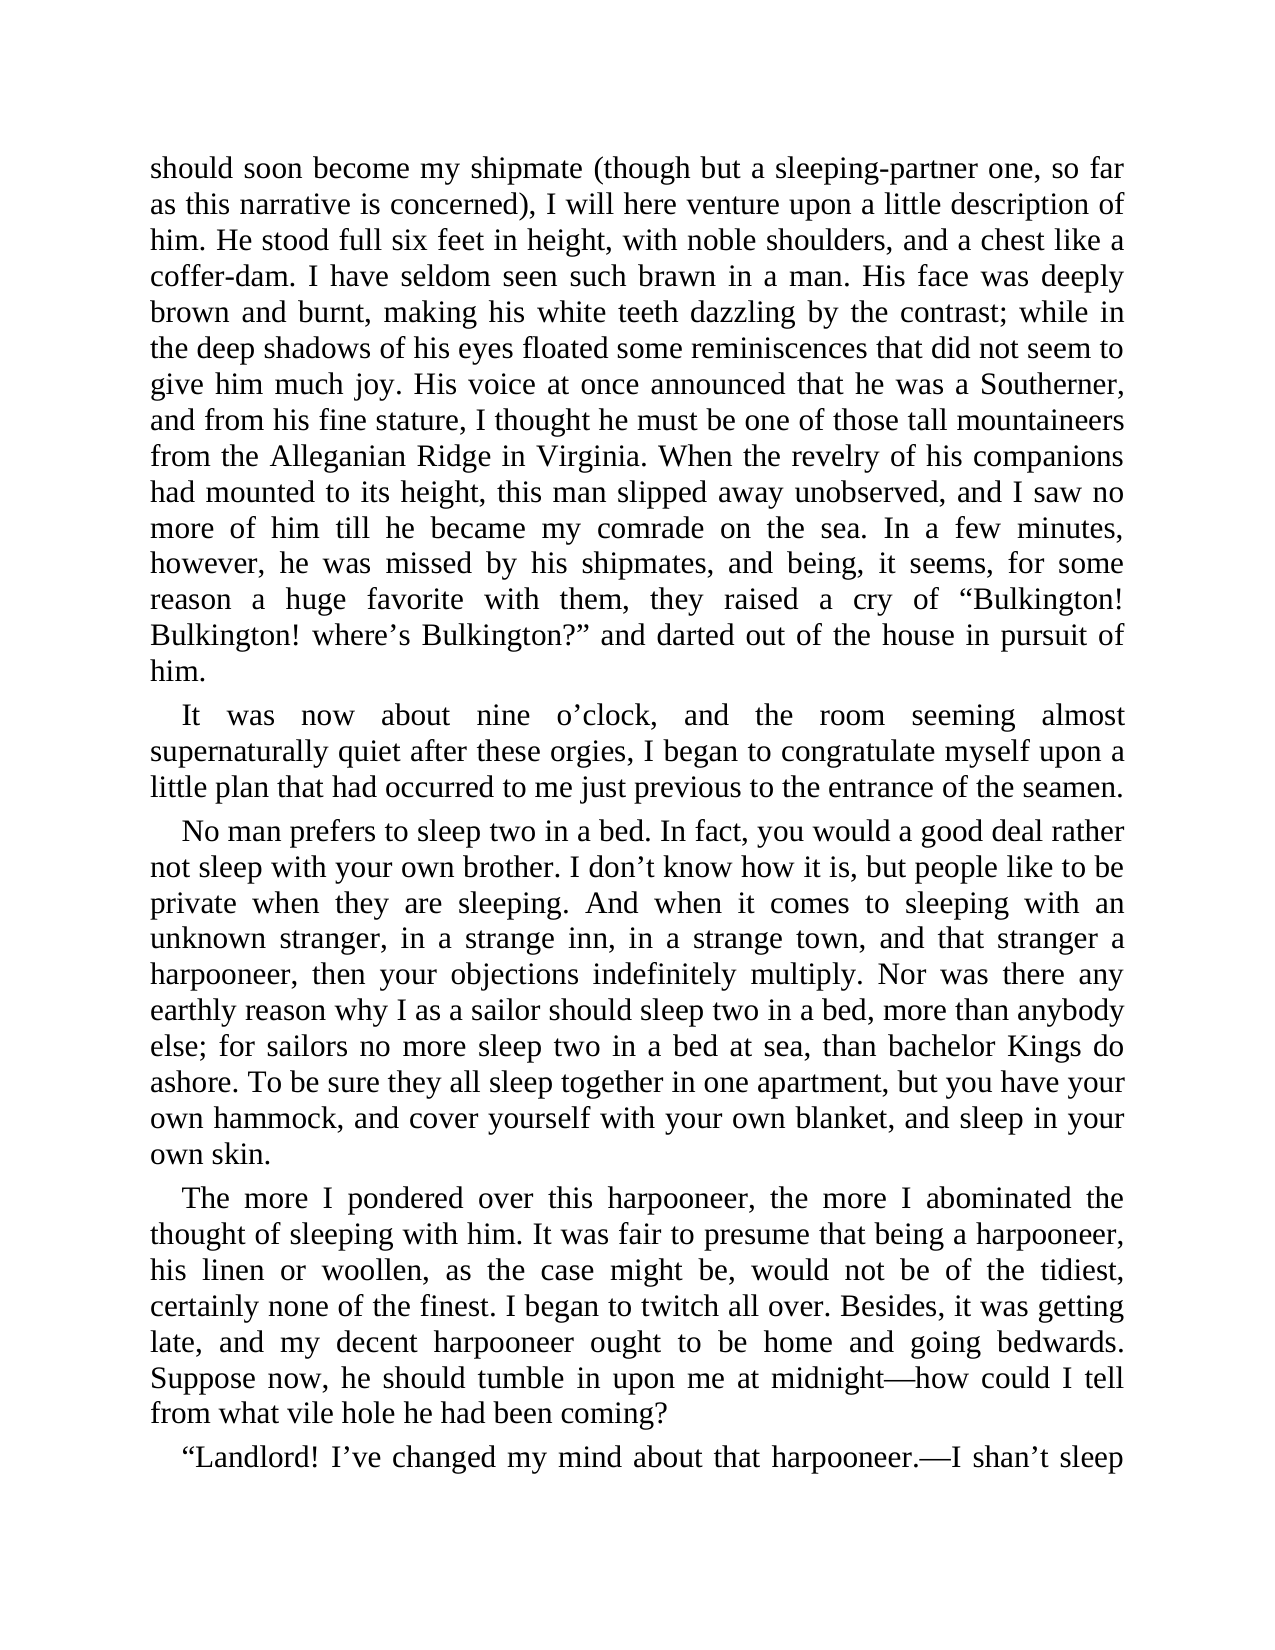 should soon become my shipmate (though but a sleeping-partner one, so far
as this narrative is concerned), I will here venture upon a little description of
him. He stood full six feet in height, with noble shoulders, and a chest like a
coffer-dam. I have seldom seen such brawn in a man. His face was deeply
brown and burnt, making his white teeth dazzling by the contrast; while in
the deep shadows of his eyes floated some reminiscences that did not seem to
give him much joy. His voice at once announced that he was a Southerner,
and from his fine stature, I thought he must be one of those tall mountaineers
from the Alleganian Ridge in Virginia. When the revelry of his companions
had mounted to its height, this man slipped away unobserved, and I saw no
more of him till he became my comrade on the sea. In a few minutes,
however, he was missed by his shipmates, and being, it seems, for some
reason a huge favorite with them, they raised a cry of “Bulkington!
Bulkington! where’s Bulkington?” and darted out of the house in pursuit of
him.
It was now about nine o’clock, and the room seeming almost
supernaturally quiet after these orgies, I began to congratulate myself upon a
little plan that had occurred to me just previous to the entrance of the seamen.
No man prefers to sleep two in a bed. In fact, you would a good deal rather
not sleep with your own brother. I don’t know how it is, but people like to be
private when they are sleeping. And when it comes to sleeping with an
unknown stranger, in a strange inn, in a strange town, and that stranger a
harpooneer, then your objections indefinitely multiply. Nor was there any
earthly reason why I as a sailor should sleep two in a bed, more than anybody
else; for sailors no more sleep two in a bed at sea, than bachelor Kings do
ashore. To be sure they all sleep together in one apartment, but you have your
own hammock, and cover yourself with your own blanket, and sleep in your
own skin.
The more I pondered over this harpooneer, the more I abominated the
thought of sleeping with him. It was fair to presume that being a harpooneer,
his linen or woollen, as the case might be, would not be of the tidiest,
certainly none of the finest. I began to twitch all over. Besides, it was getting
late, and my decent harpooneer ought to be home and going bedwards.
Suppose now, he should tumble in upon me at midnight—how could I tell
from what vile hole he had been coming?
“Landlord! I’ve changed my mind about that harpooneer.—I shan’t sleep